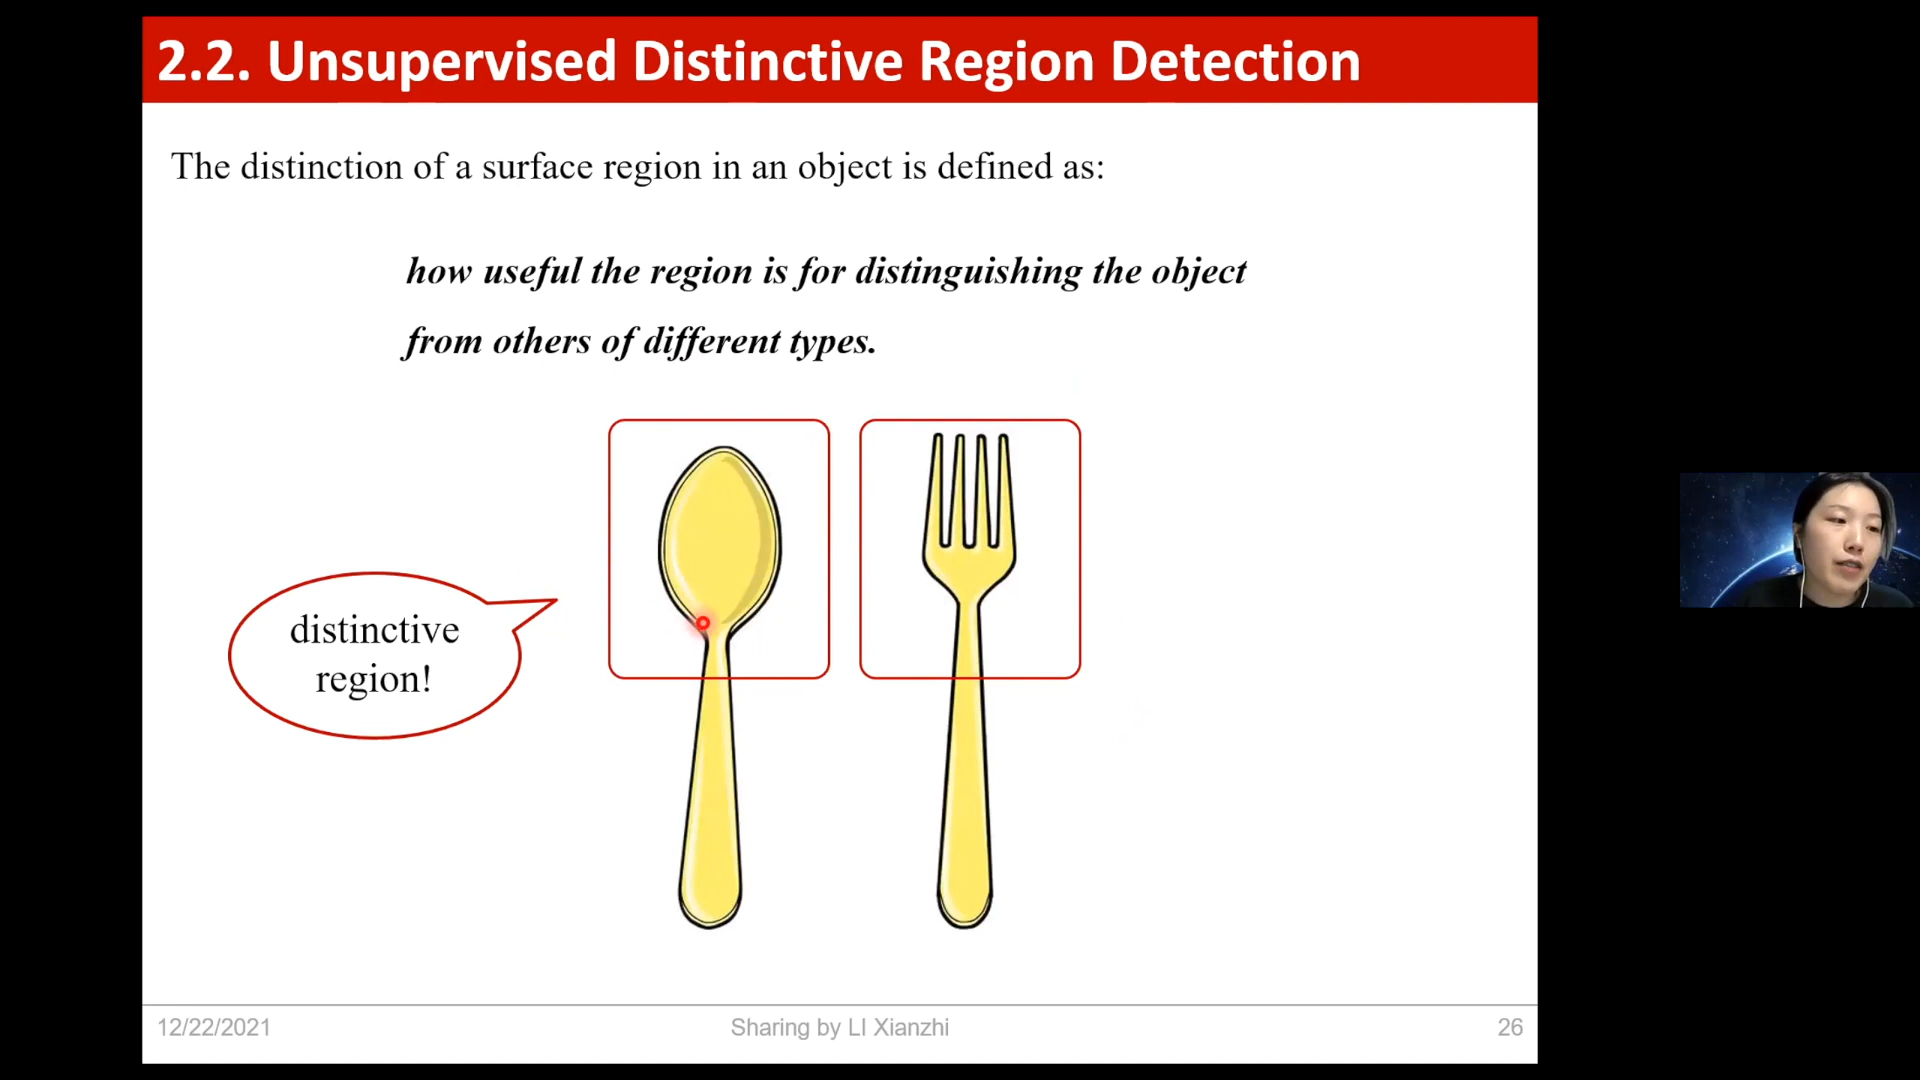 2.2. Unsupervised Distinctive Region Detection
The distinction of a surface region in an object is defined as:
how useful the region is for distinguishing the object
from others of different types.
distinctive
region!
12/22/2021
Sharing by LI Xianzhi
26